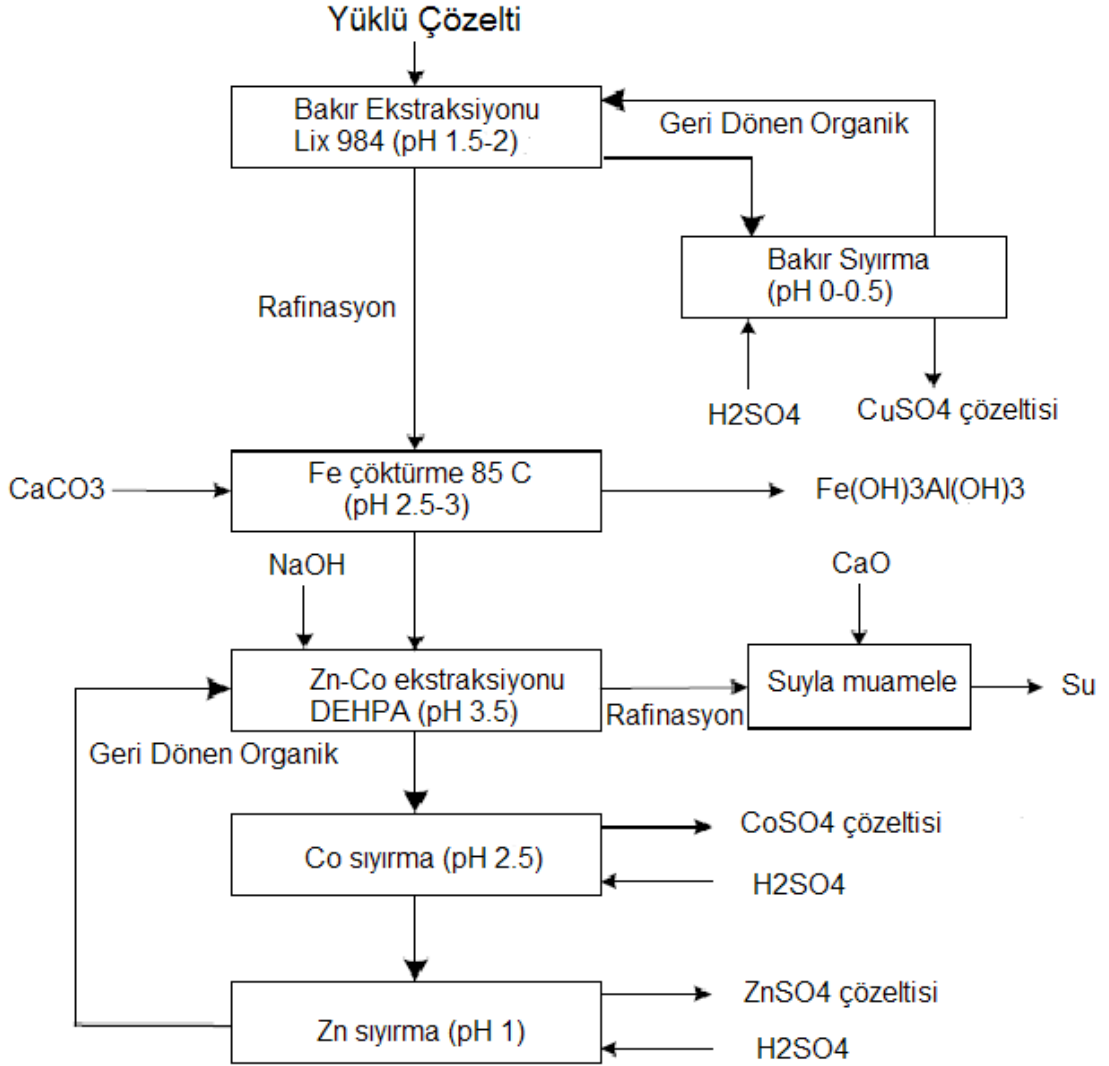 Yüklü Çözelti
Bakır Ekstraksiyonu
Lix 984 (pH 1.5-2)
Geri Dönen Organik
Bakır Sıyırma
(pH 0-0.5)
Rafinasyon
H2SO4
CuSO4 çözeltisi
CaCO3
Fe çöktürme 85 C
(pH 2.5-3)
Fe(OH)3Al(OH)3
NaOH
CaO
Zn-Co ekstraksiyonu
DEHPA (pH 3.5)
Rafinasyon
Suyla muamele
Su
Geri Dönen Organik
Co sıyırma (pH 2.5)
CoSO4 çözeltisi
H2SO4
Zn sıyırma (pH 1)
ZnSO4 çözeltisi
H2SO4